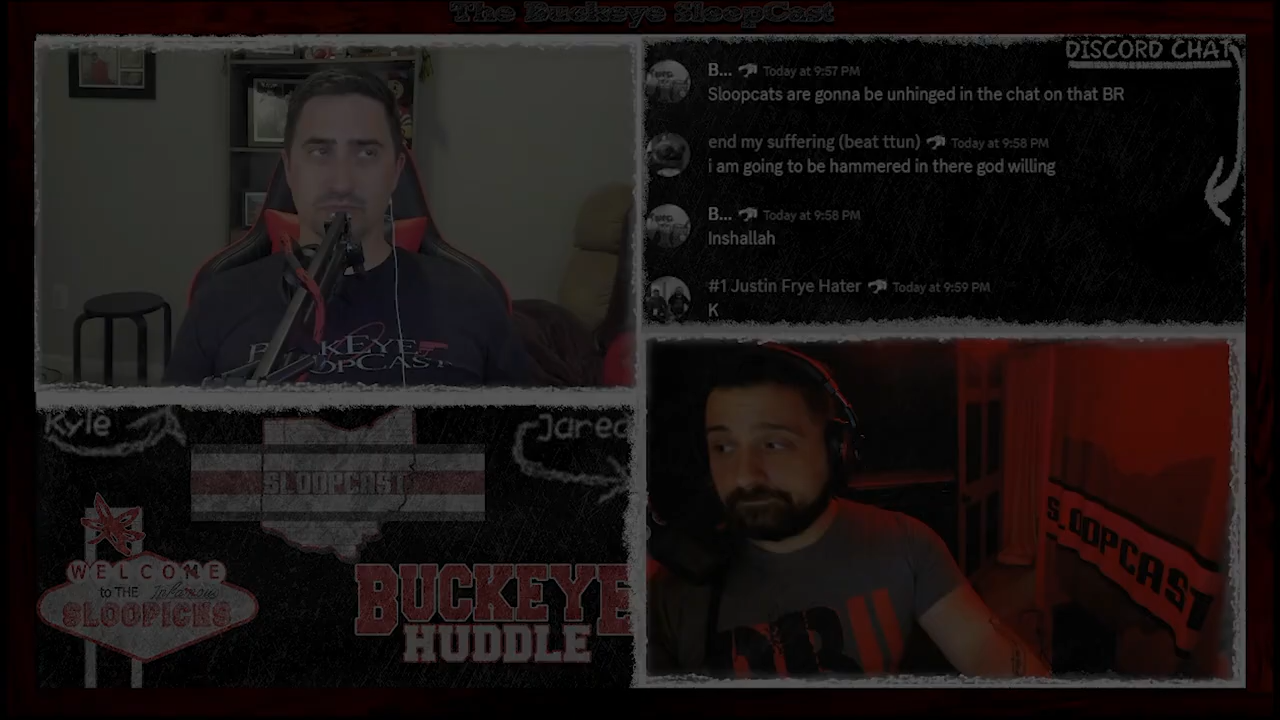 The Buckeye SloopCast
DISCORD CHAT
B... Today at 9:57 PM
Sloopcats are gonna be unhinged in the chat on that BR
end my suffering (beat ttun) Today at 9:58 PM
i am going to be hammered in there god willing
B... Today at 9:58 PM
Inshallah
#1 Justin Frye Hater Today at 9:59 PM
K
BUCKEYE
SLOOPCAST
Kyle
Jared
SLOOPCAST
WELCOME
to THE Infamous
SLOOPICKS
BUCKEYE
HUDDLE
SLOOPCAST